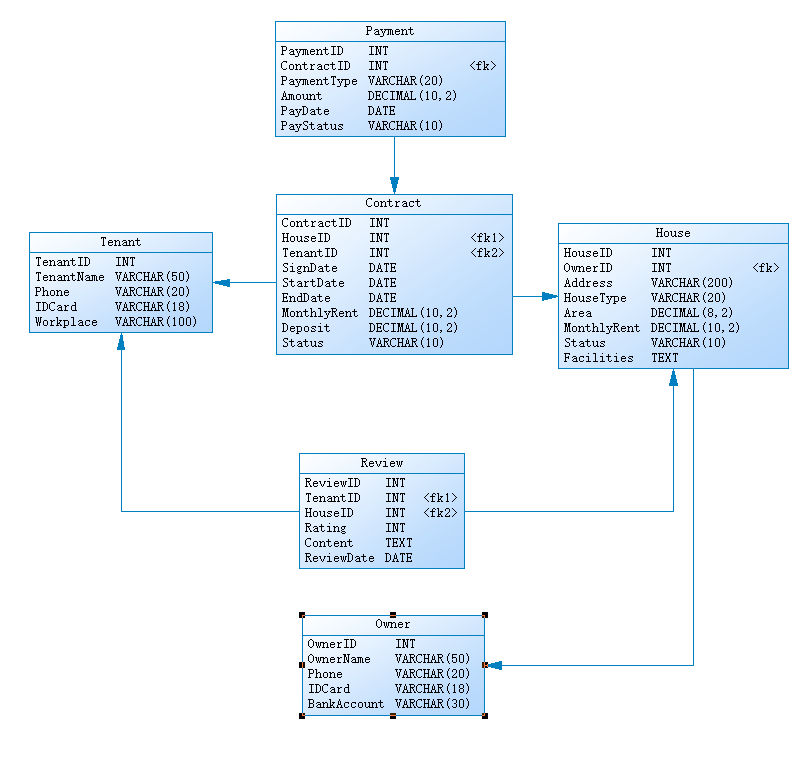 Payment
PaymentID INT
ContractID INT <fk>
PaymentType VARCHAR(20)
Amount DECIMAL(10,2)
PayDate DATE
PayStatus VARCHAR(10)
Contract
ContractID INT
HouseID INT <fk1>
TenantID INT <fk2>
SignDate DATE
StartDate DATE
EndDate DATE
MonthlyRent DECIMAL(10,2)
Deposit DECIMAL(10,2)
Status VARCHAR(10)
Tenant
TenantID INT
TenantName VARCHAR(50)
Phone VARCHAR(20)
IDCard VARCHAR(18)
Workplace VARCHAR(100)
House
HouseID INT
OwnerID INT <fk>
Address VARCHAR(200)
HouseType VARCHAR(20)
Area DECIMAL(8,2)
MonthlyRent DECIMAL(10,2)
Status VARCHAR(10)
Facilities TEXT
Review
ReviewID INT
TenantID INT <fk1>
HouseID INT <fk2>
Rating INT
Content TEXT
ReviewDate DATE
Owner
OwnerID INT
OwnerName VARCHAR(50)
Phone VARCHAR(20)
IDCard VARCHAR(18)
BankAccount VARCHAR(30)